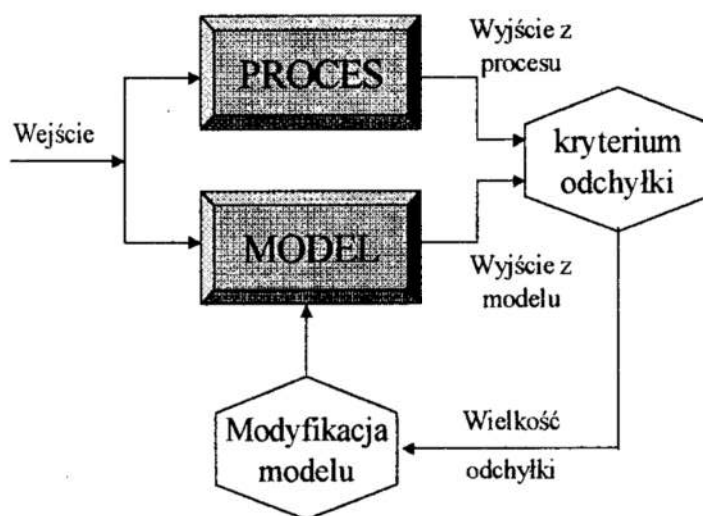 Wyjście z
procesu
PROCES
Wejście
kryterium
odchyłki
MODEL
Wyjście z
modelu
Modyfikacja
modelu
Wielkość
odchyłki